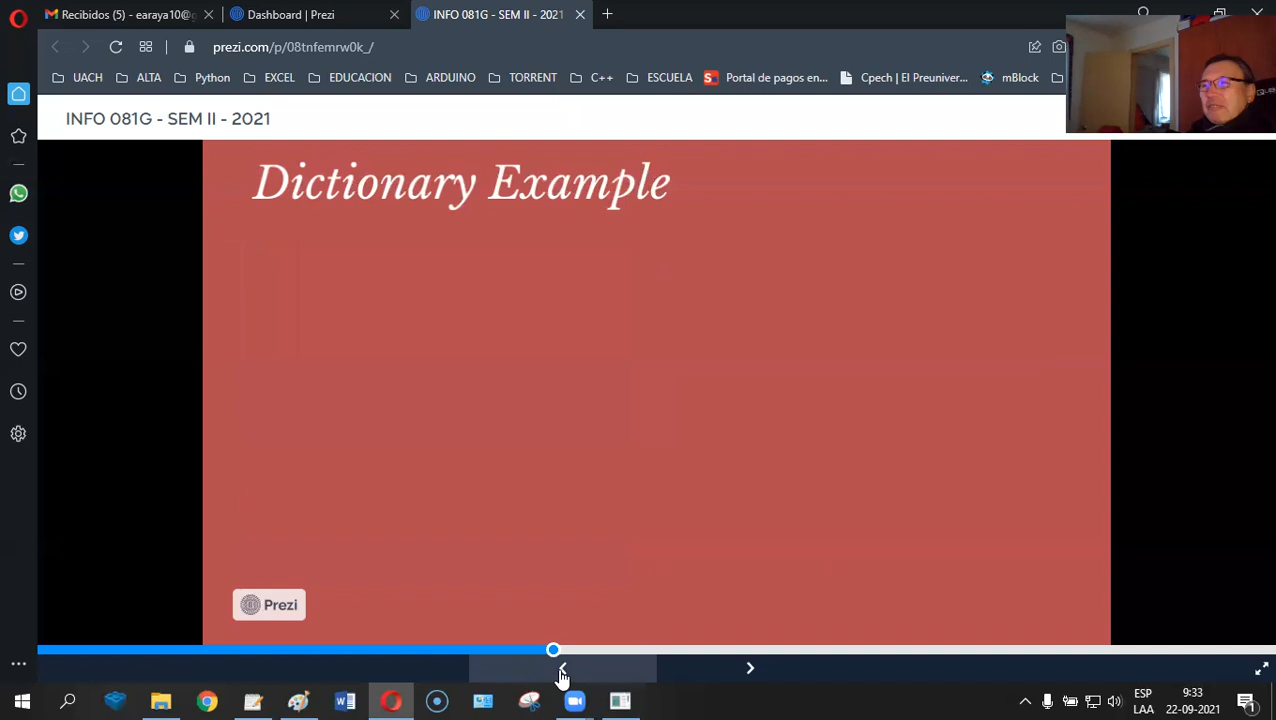 Recibidos (5) - earaya10@g
Dashboard | Prezi
INFO 081G - SEM II - 2021
prezi.com/p/08tnfemrw0k_/
UACH
ALTA
Python
EXCEL
EDUCACION
ARDUINO
TORRENT
C++
ESCUELA
Portal de pagos en...
Cpech | El Preuniver...
mBlock
INFO 081G - SEM II - 2021
Dictionary Example
Prezi
ESP
LAA
9:33
22-09-2021